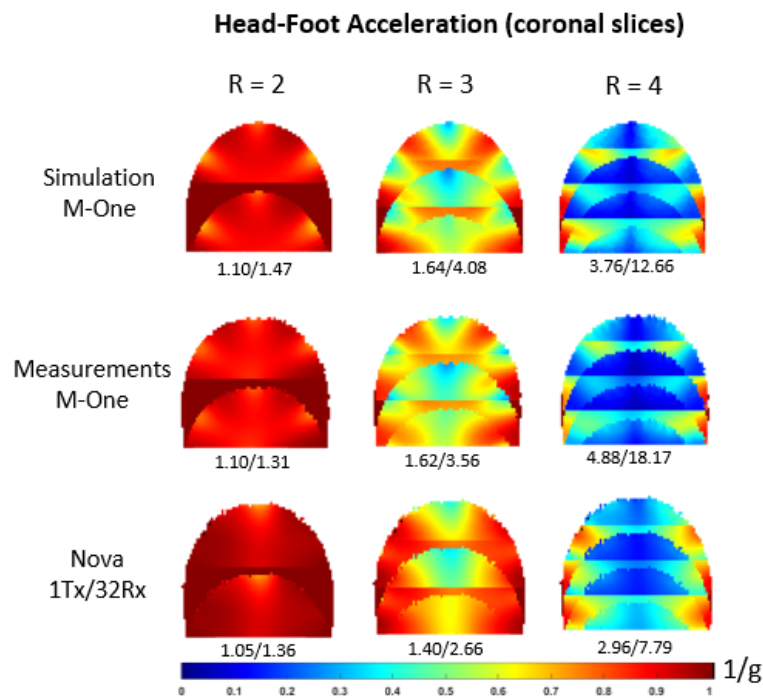 Head-Foot Acceleration (coronal slices)
R = 2
R = 3
R = 4
Simulation
M-One
1.10/1.47
1.64/4.08
3.76/12.66
Measurements
M-One
1.10/1.31
1.62/3.56
4.88/18.17
Nova
1Tx/32Rx
1.05/1.36
1.40/2.66
2.96/7.79
1/g
0
0.1
0.2
0.3
0.4
0.5
0.6
0.7
0.8
0.9
1